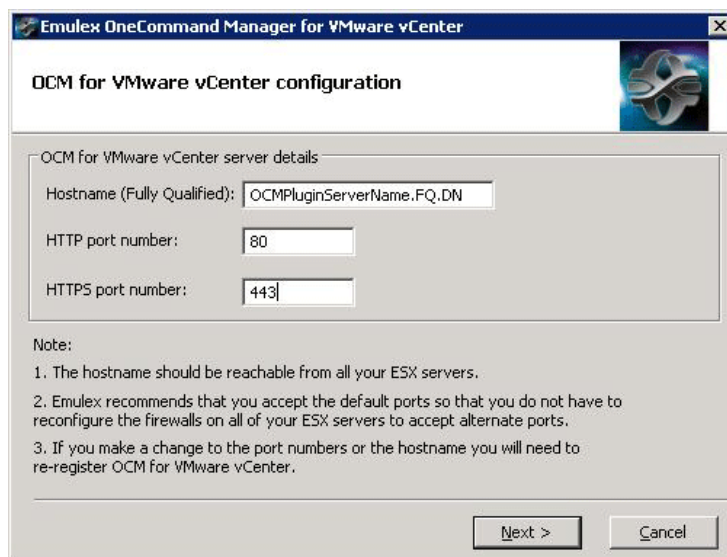 Emulex OneCommand Manager for VMware vCenter
OCM for VMware vCenter configuration
OCM for VMware vCenter server details
Hostname (Fully Qualified): OCMPluginServerName.FQ.DN
HTTP port number: 80
HTTPS port number: 443
Note:
1. The hostname should be reachable from all your ESX servers.
2. Emulex recommends that you accept the default ports so that you do not have to
reconfigure the firewalls on all of your ESX servers to accept alternate ports.
3. If you make a change to the port numbers or the hostname you will need to
re-register OCM for VMware vCenter.
Next > Cancel